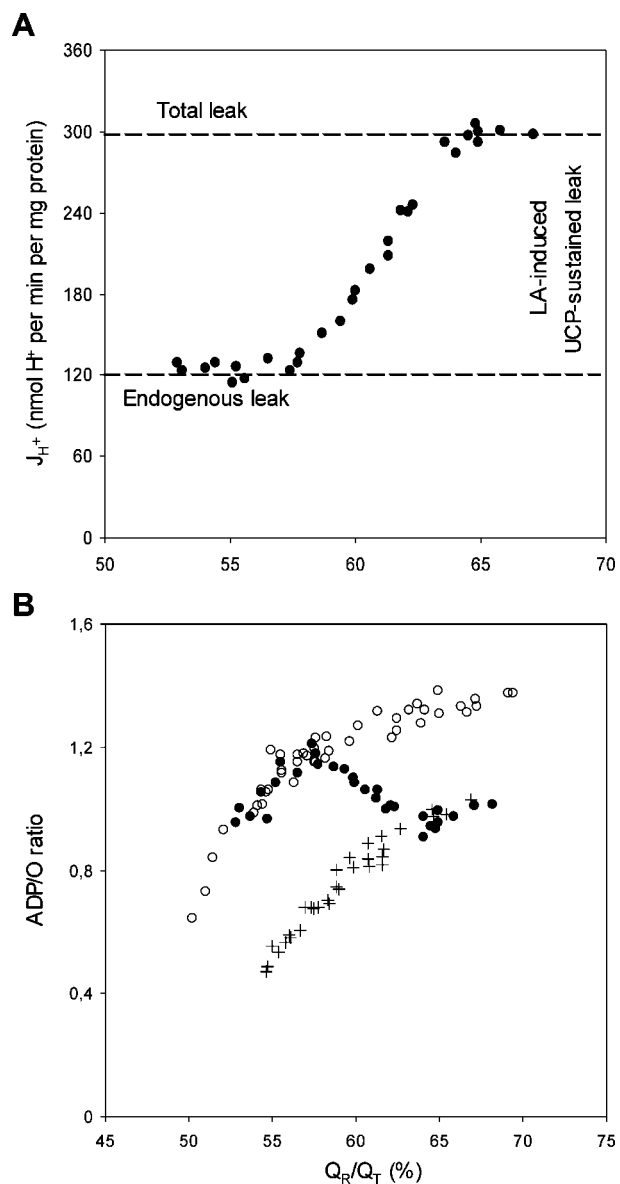 A
J_H+ (nmol H+ per min per mg protein)
360
300
240
180
120
60
0
Total leak
Endogenous leak
LA-induced
UCP-sustained leak
50
55
60
65
70
B
ADP/O ratio
1,6
1,2
0,8
0,4
0
45
50
55
60
65
70
75
Q_R/Q_T (%)